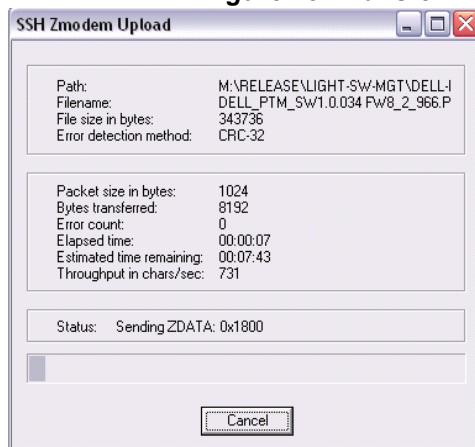 SSH Zmodem Upload
Path: M:\RELEASE\LIGHT-SW-MGT\DELL-I
Filename: DELL_PTM_SW1.0.034 FW8_2_966.P
File size in bytes: 343736
Error detection method: CRC-32
Packet size in bytes: 1024
Bytes transferred: 8192
Error count: 0
Elapsed time: 00:00:07
Estimated time remaining: 00:07:43
Throughput in chars/sec: 731
Status: Sending ZDATA: 0x1800
Cancel